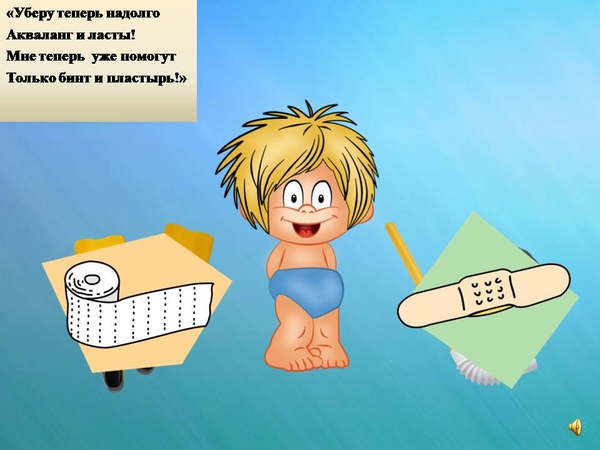 «Уберу теперь надолго
Акваланг и ласты!
Мне теперь уже помогут
Только бинт и пластырь!»